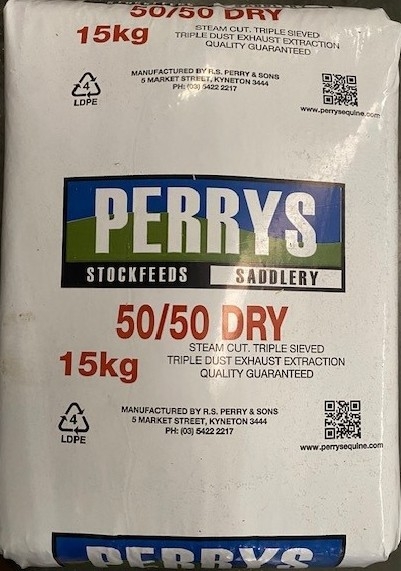 50/50 DRY
15kg
STEAM CUT. TRIPLE SIEVED
TRIPLE DUST EXHAUST EXTRACTION
QUALITY GUARANTEED
4
LDPE
MANUFACTURED BY R.S. PERRY & SONS
5 MARKET STREET, KYNETON 3444
PH: (03) 5422 2217
www.perrysequine.com
PERRYS
STOCKFEEDS SADDLERY
50/50 DRY
15kg
STEAM CUT. TRIPLE SIEVED
TRIPLE DUST EXHAUST EXTRACTION
QUALITY GUARANTEED
4
LDPE
MANUFACTURED BY R.S. PERRY & SONS
5 MARKET STREET, KYNETON 3444
PH: (03) 5422 2217
www.perrysequine.com
PERRYS